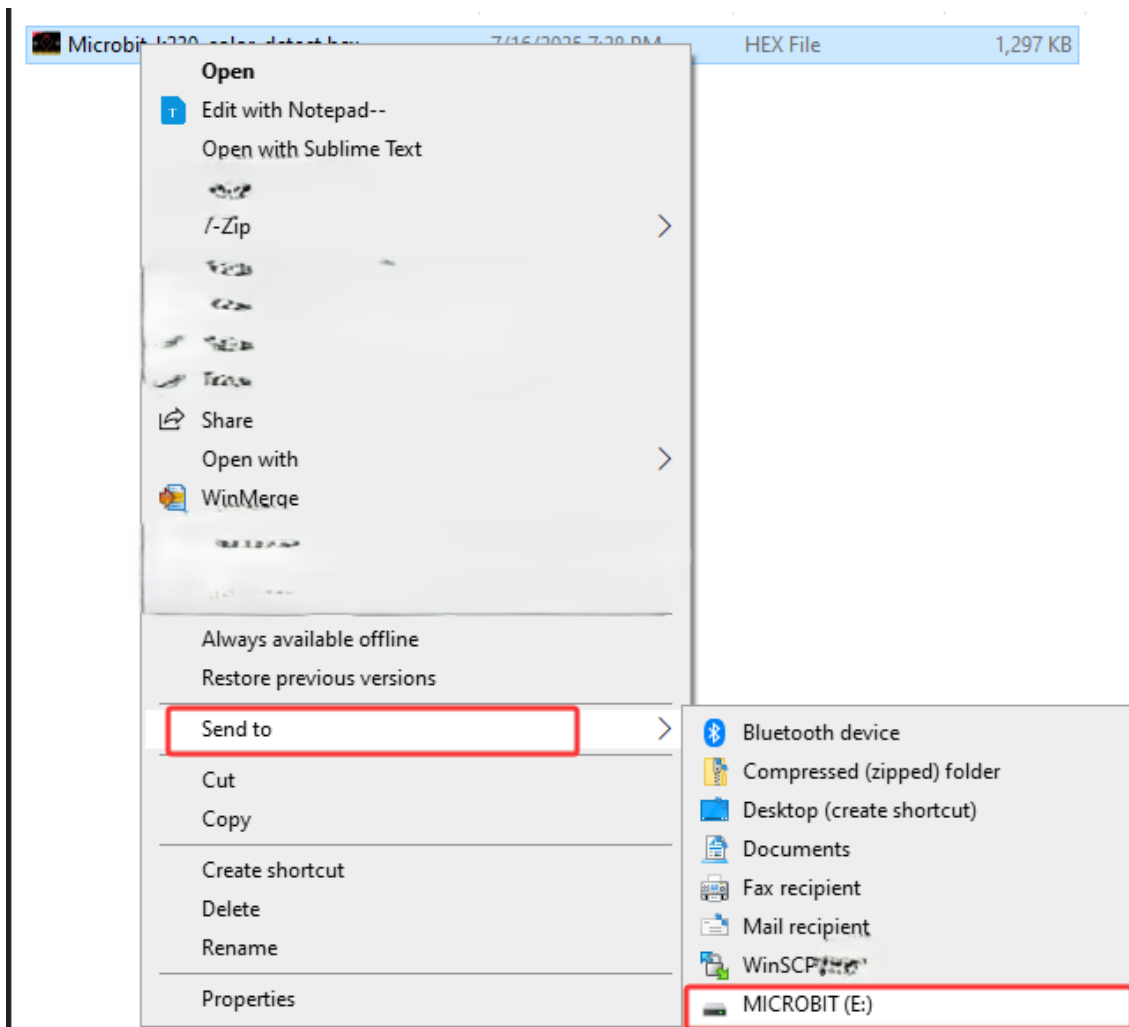 Microbit HEX File 1,297 KB
Open
Edit with Notepad--
Open with Sublime Text
-Zip
Share
Open with
WinMerge
Always available offline
Restore previous versions
Send to
Cut
Copy
Create shortcut
Delete
Rename
Properties
Bluetooth device
Compressed (zipped) folder
Desktop (create shortcut)
Documents
Fax recipient
Mail recipient
WinSCP
MICROBIT (E:)